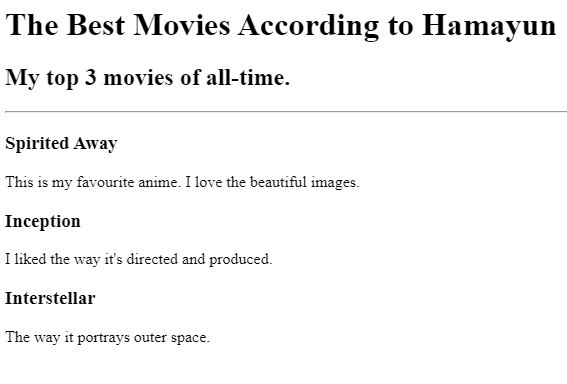 The Best Movies According to Hamayun
My top 3 movies of all-time.
Spirited Away
This is my favourite anime. I love the beautiful images.
Inception
I liked the way it's directed and produced.
Interstellar
The way it portrays outer space.